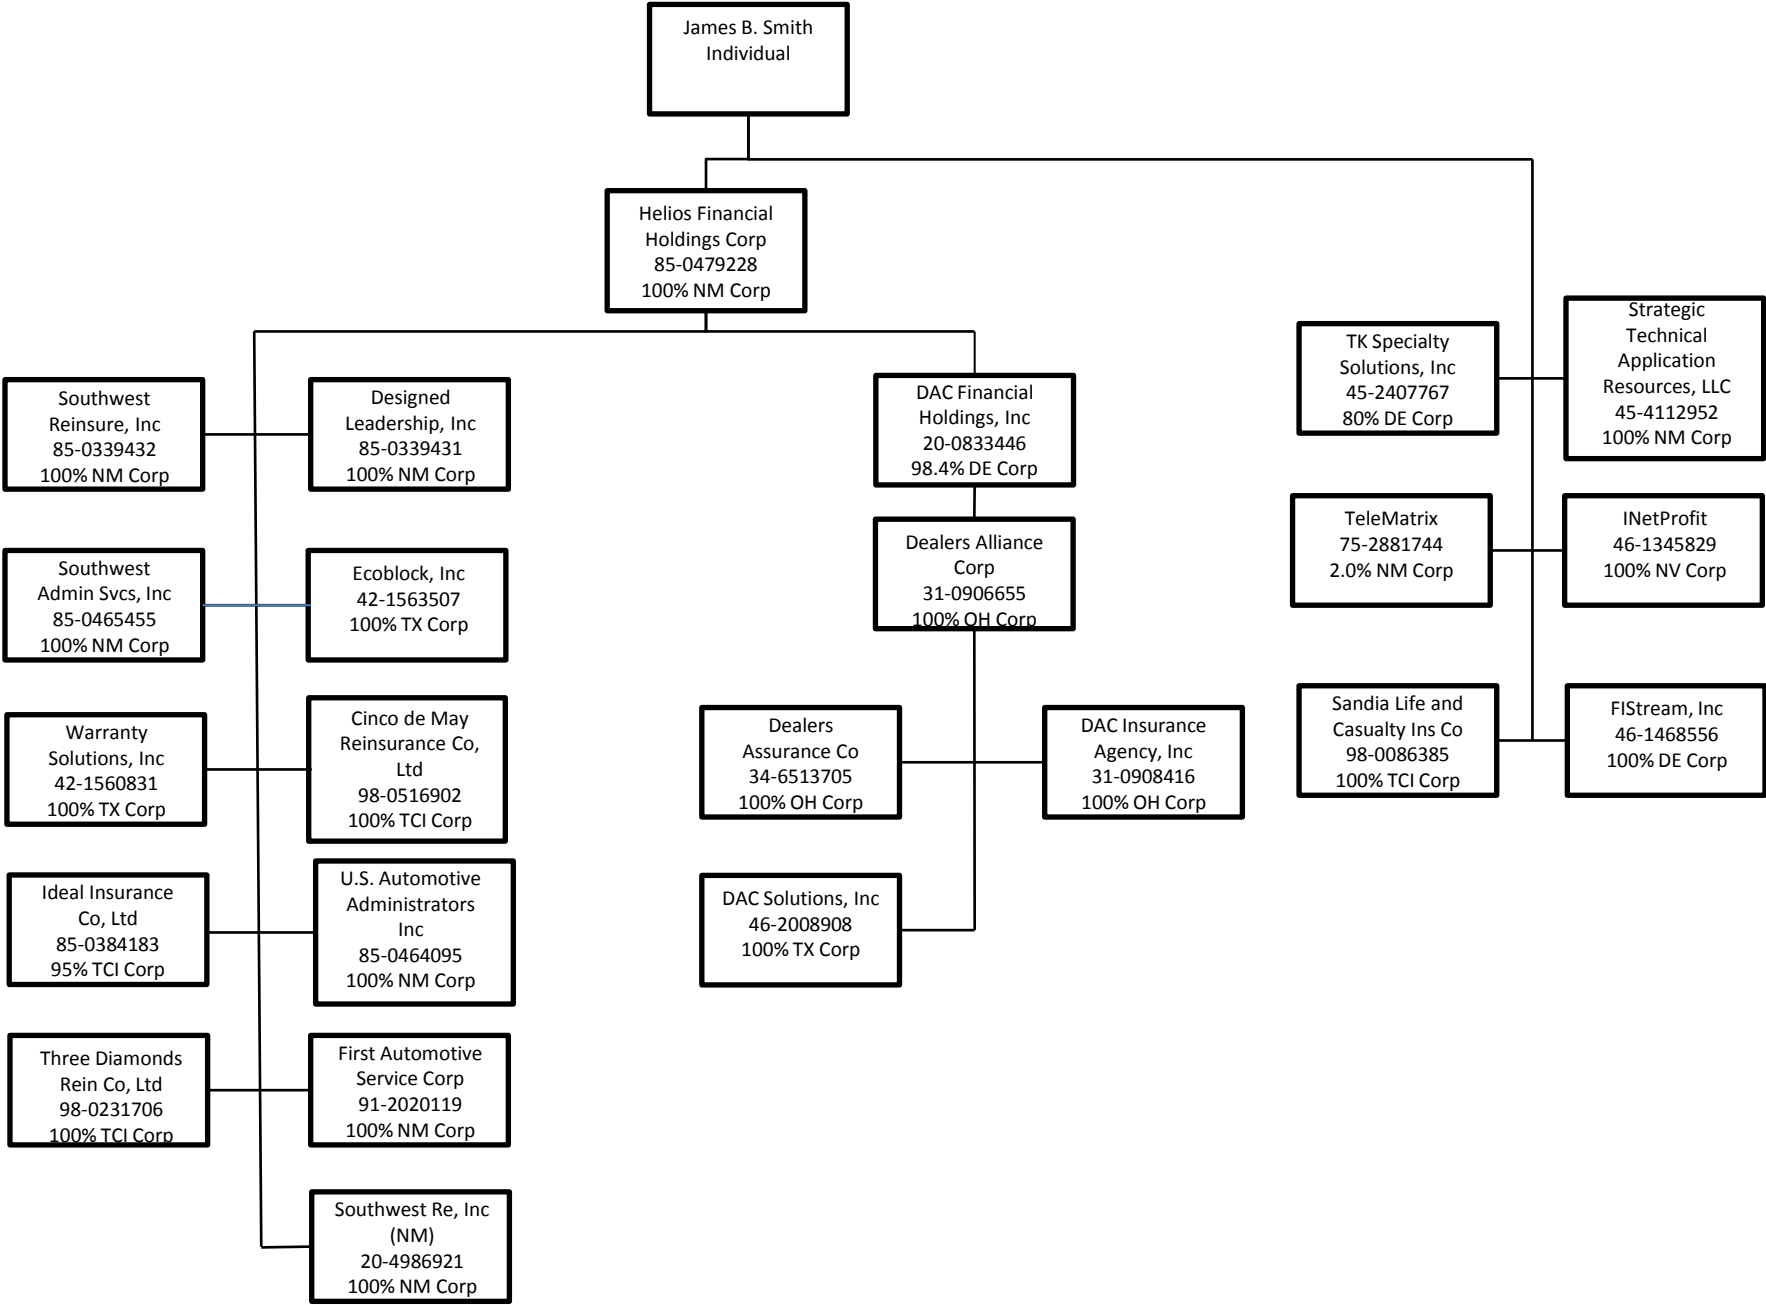 James B. Smith
Individual
Helios Financial
Holdings Corp
85-0479228
100% NM Corp
Southwest
Reinsure, Inc
85-0339432
100% NM Corp
Designed
Leadership, Inc
85-0339431
100% NM Corp
Southwest
Admin Svcs, Inc
85-0465455
100% NM Corp
Ecoblock, Inc
42-1563507
100% TX Corp
Warranty
Solutions, Inc
42-1560831
100% TX Corp
Cinco de May
Reinsurance Co,
Ltd
98-0516902
100% TCI Corp
Ideal Insurance
Co, Ltd
85-0384183
95% TCI Corp
U.S. Automotive
Administrators
Inc
85-0464095
100% NM Corp
Three Diamonds
Rein Co, Ltd
98-0231706
100% TCI Corp
First Automotive
Service Corp
91-2020119
100% NM Corp
Southwest Re, Inc
(NM)
20-4986921
100% NM Corp
DAC Financial
Holdings, Inc
20-0833446
98.4% DE Corp
Dealers Alliance
Corp
31-0906655
100% OH Corp
Dealers
Assurance Co
34-6513705
100% OH Corp
DAC Insurance
Agency, Inc
31-0908416
100% OH Corp
DAC Solutions, Inc
46-2008908
100% TX Corp
TK Specialty
Solutions, Inc
45-2407767
80% DE Corp
Strategic
Technical
Application
Resources, LLC
45-4112952
100% NM Corp
TeleMatrix
75-2881744
2.0% NM Corp
INetProfit
46-1345829
100% NV Corp
Sandia Life and
Casualty Ins Co
98-0086385
100% TCI Corp
FIStream, Inc
46-1468556
100% DE Corp